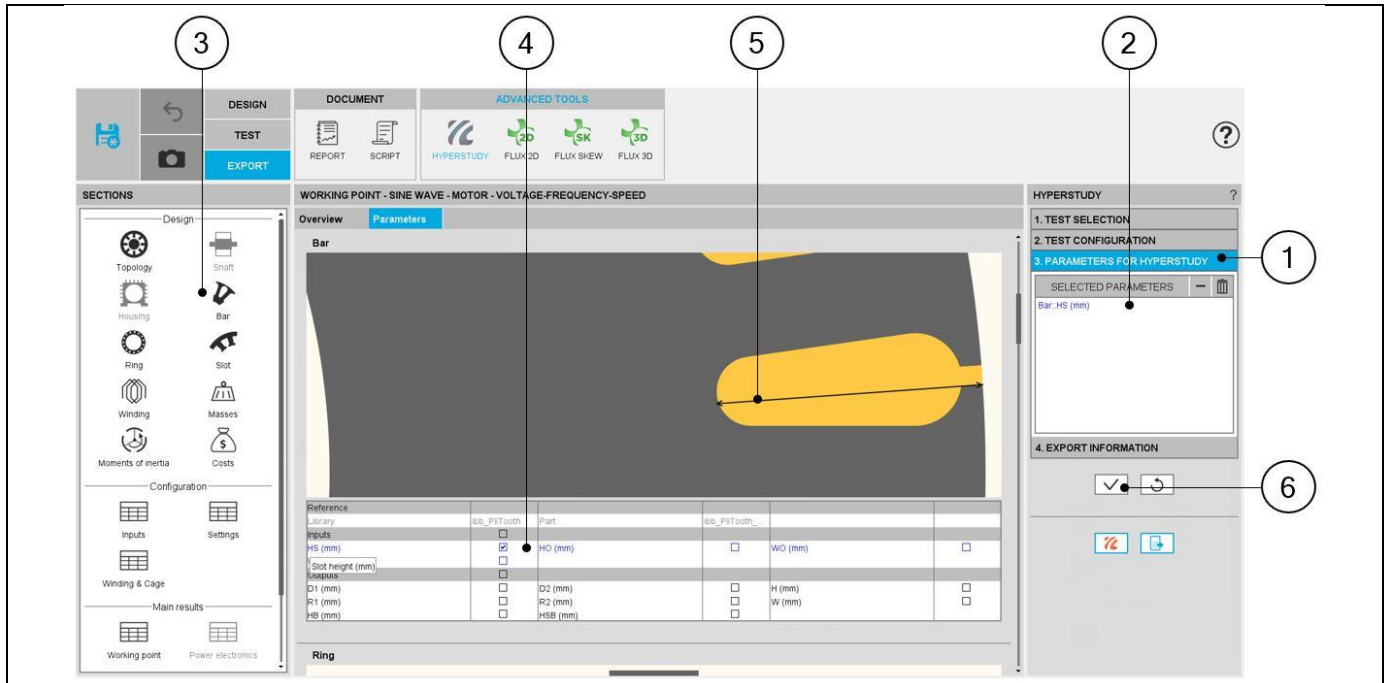 3
4
5
2
DESIGN
TEST
EXPORT
DOCUMENT
REPORT
SCRIPT
ADVANCED TOOLS
HYPERSTUDY
2D
FLUX 2D
SK
FLUX SKEW
3D
FLUX 3D
?
SECTIONS
Design
Topology
Shaft
Housing
Bar
Ring
Slot
Winding
Masses
Moments of inertia
$
Costs
Configuration
Inputs
Settings
Winding & Cage
Main results
Working point
Power electronics
WORKING POINT - SINE WAVE - MOTOR - VOLTAGE-FREQUENCY-SPEED
Overview
Parameters
Bar
Reference
Library
Part
Inputs
HS (mm)
HO (mm)
WO (mm)
Slot height (mm)
Outputs
D1 (mm)
D2 (mm)
H (mm)
R1 (mm)
R2 (mm)
W (mm)
HB (mm)
HSB (mm)
Ring
HYPERSTUDY
?
1. TEST SELECTION
2. TEST CONFIGURATION
3. PARAMETERS FOR HYPERSTUDY
1
SELECTED PARAMETERS
Bar::HS (mm)
4. EXPORT INFORMATION
6